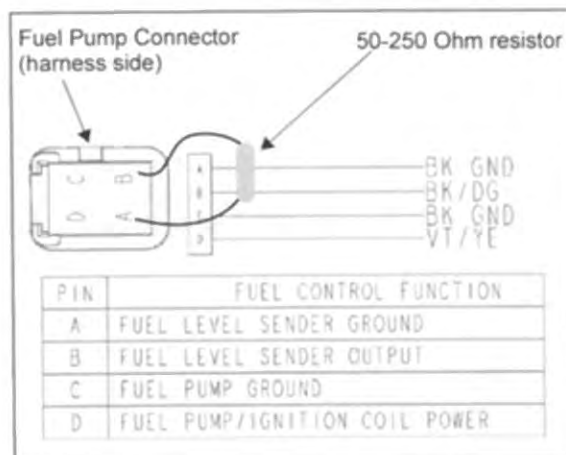 Fuel Pump Connector
(harness side)
50-250 Ohm resistor
C B
D A
A BK GND
B BK/DG
C BK GND
D VT/YE
PIN FUEL CONTROL FUNCTION
A FUEL LEVEL SENDER GROUND
B FUEL LEVEL SENDER OUTPUT
C FUEL PUMP GROUND
D FUEL PUMP/IGNITION COIL POWER